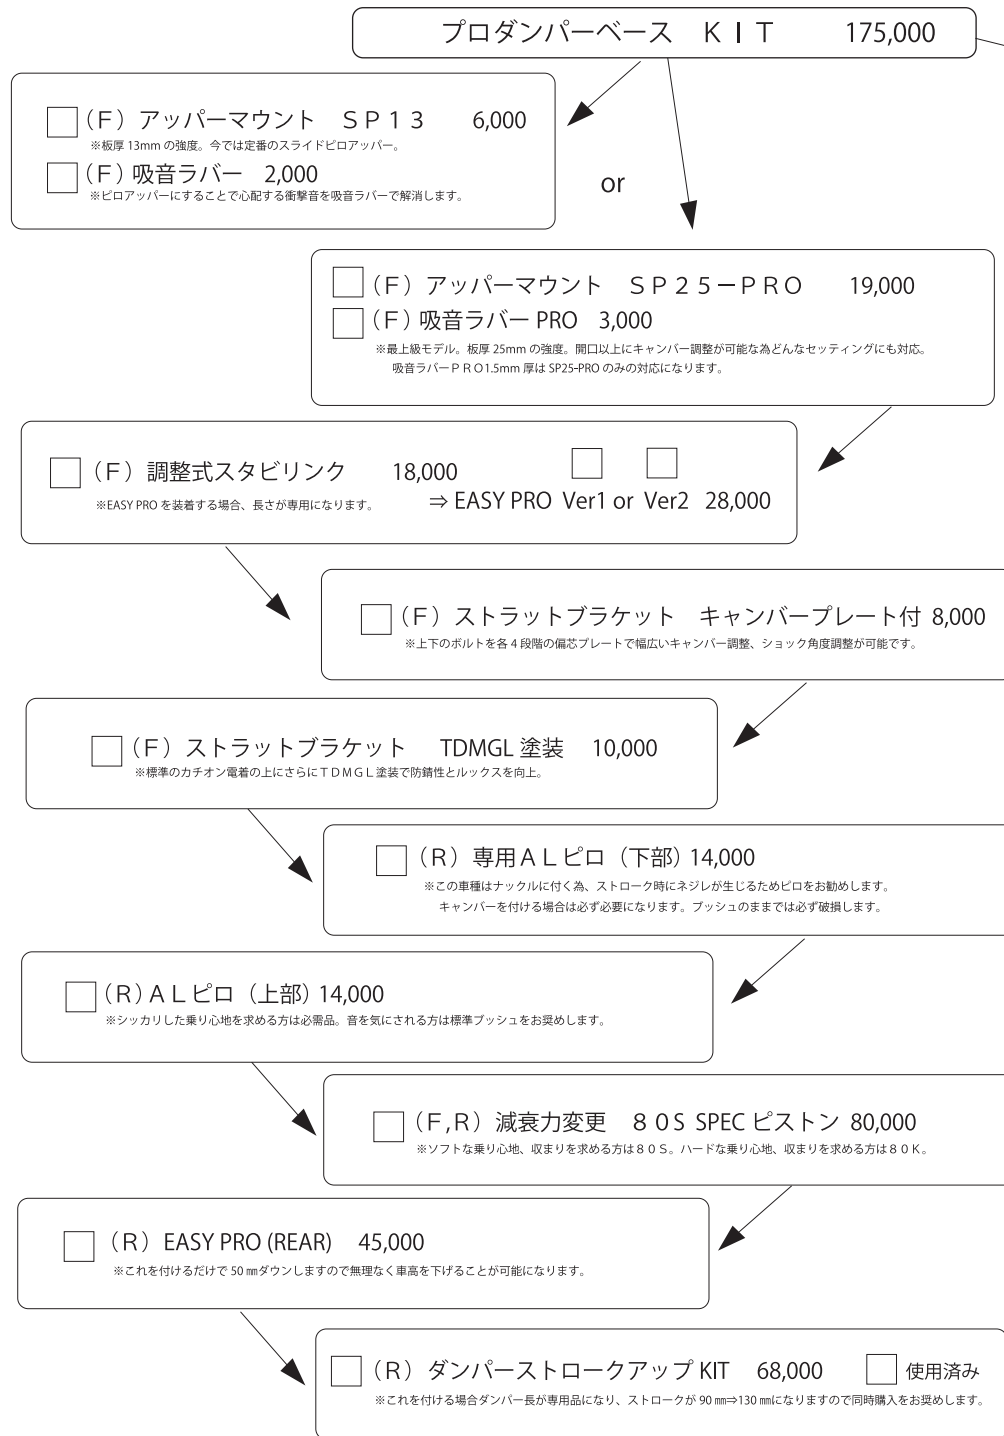 プロダンパーベース　ＫＩＴ　175,000
（Ｆ）アッパーマウント　ＳＰ１３　6,000
※板厚 13mm の強度。今では定番のスライドピロアッパー。
（Ｆ）吸音ラバー　2,000
※ピロアッパーにすることで心配する衝撃音を吸音ラバーで解消します。
or
（Ｆ）アッパーマウント　ＳＰ２５－ＰＲＯ　19,000
（Ｆ）吸音ラバー PRO　3,000
※最上級モデル。板厚 25mm の強度。開口以上にキャンバー調整が可能な為どんなセッティングにも対応。
吸音ラバーＰＲＯ1.5mm 厚は SP25-PRO のみの対応になります。
（Ｆ）調整式スタビリンク　18,000
※EASY PRO を装着する場合、長さが専用になります。
⇒ EASY PRO Ver1 or Ver2 28,000
（Ｆ）ストラットブラケット　キャンバープレート付 8,000
※上下のボルトを各４段階の偏芯プレートで幅広いキャンバー調整、ショック角度調整が可能です。
（Ｆ）ストラットブラケット　TDMGL 塗装　10,000
※標準のカチオン電着の上にさらにＴＤＭＧＬ塗装で防錆性とルックスを向上。
（Ｒ）専用ＡＬピロ（下部）14,000
※この車種はナックルに付く為、ストローク時にネジレが生じるためピロをお勧めします。
キャンバーを付ける場合は必ず必要になります。ブッシュのままでは必ず破損します。
（Ｒ）ＡＬピロ（上部）14,000
※シッカリした乗り心地を求める方は必需品。音を気にされる方は標準ブッシュをお奨めします。
（Ｆ,Ｒ）減衰力変更　８０S SPEC ピストン 80,000
※ソフトな乗り心地、収まりを求める方は８０Ｓ。ハードな乗り心地、収まりを求める方は８０Ｋ。
（Ｒ）EASY PRO (REAR)　45,000
※これを付けるだけで 50 ㎜ダウンしますので無理なく車高を下げることが可能になります。
（Ｒ）ダンパーストロークアップ KIT　68,000　使用済み
※これを付ける場合ダンパー長が専用品になり、ストロークが 90 ㎜⇒130 ㎜になりますので同時購入をお奨めします。